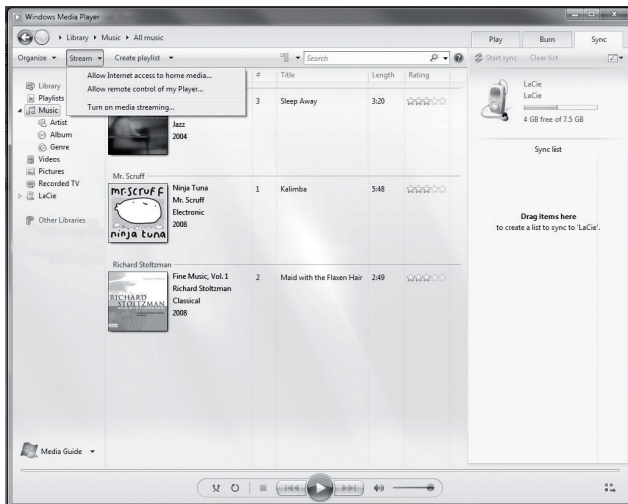 Windows Media Player
Library ▸ Music ▸ All music
Play Burn Sync
Organize Stream Create playlist Search
Start sync Clear list
Allow Internet access to home media...
Allow remote control of my Player...
Turn on media streaming...
# Title Length Rating
Library
Playlists
Music
Artist
Album
Genre
Videos
Pictures
Recorded TV
LaCie
Other Libraries
Jazz
2004
3 Sleep Away 3:20
Mr. Scruff
mr.scruff
ninja tuna
Ninja Tuna
Mr. Scruff
Electronic
2008
1 Kalimba 5:48
Richard Stoltzman
RICHARD
STOLTZMAN
Fine Music, Vol. 1
Richard Stoltzman
Classical
2008
2 Maid with the Flaxen Hair 2:49
LaCie
LaCie
4 GB free of 7.5 GB
Sync list
Drag items here
to create a list to sync to 'LaCie'.
Media Guide